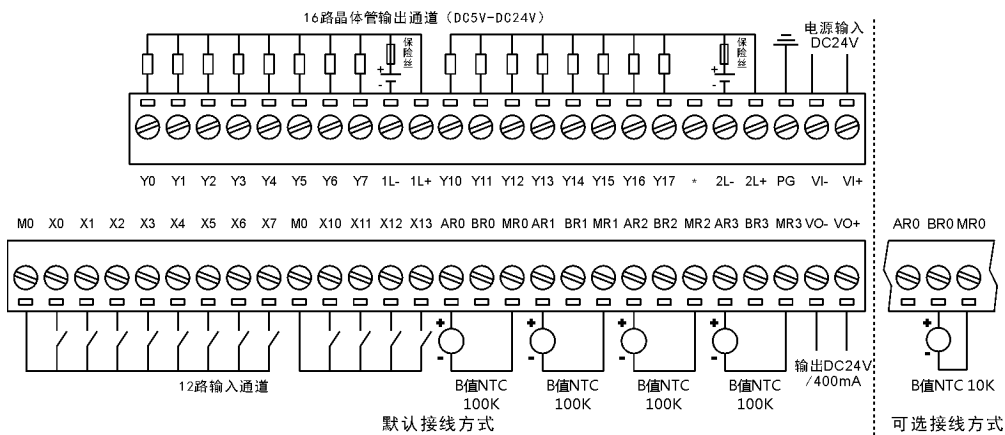 16路晶体管输出通道（DC5V-DC24V）
电源输入
DC24V
保险丝
保险丝
Y0 Y1 Y2 Y3 Y4 Y5 Y6 Y7 1L- 1L+ Y10 Y11 Y12 Y13 Y14 Y15 Y16 Y17 * 2L- 2L+ PG VI- VI+
M0 X0 X1 X2 X3 X4 X5 X6 X7 M0 X10 X11 X12 X13 AR0 BR0 MR0 AR1 BR1 MR1 AR2 BR2 MR2 AR3 BR3 MR3 VO- VO+
AR0 BR0 MR0
12路输入通道
B值NTC
100K
B值NTC
100K
B值NTC
100K
B值NTC
100K
输出DC24V
/400mA
B值NTC 10K
默认接线方式
可选接线方式